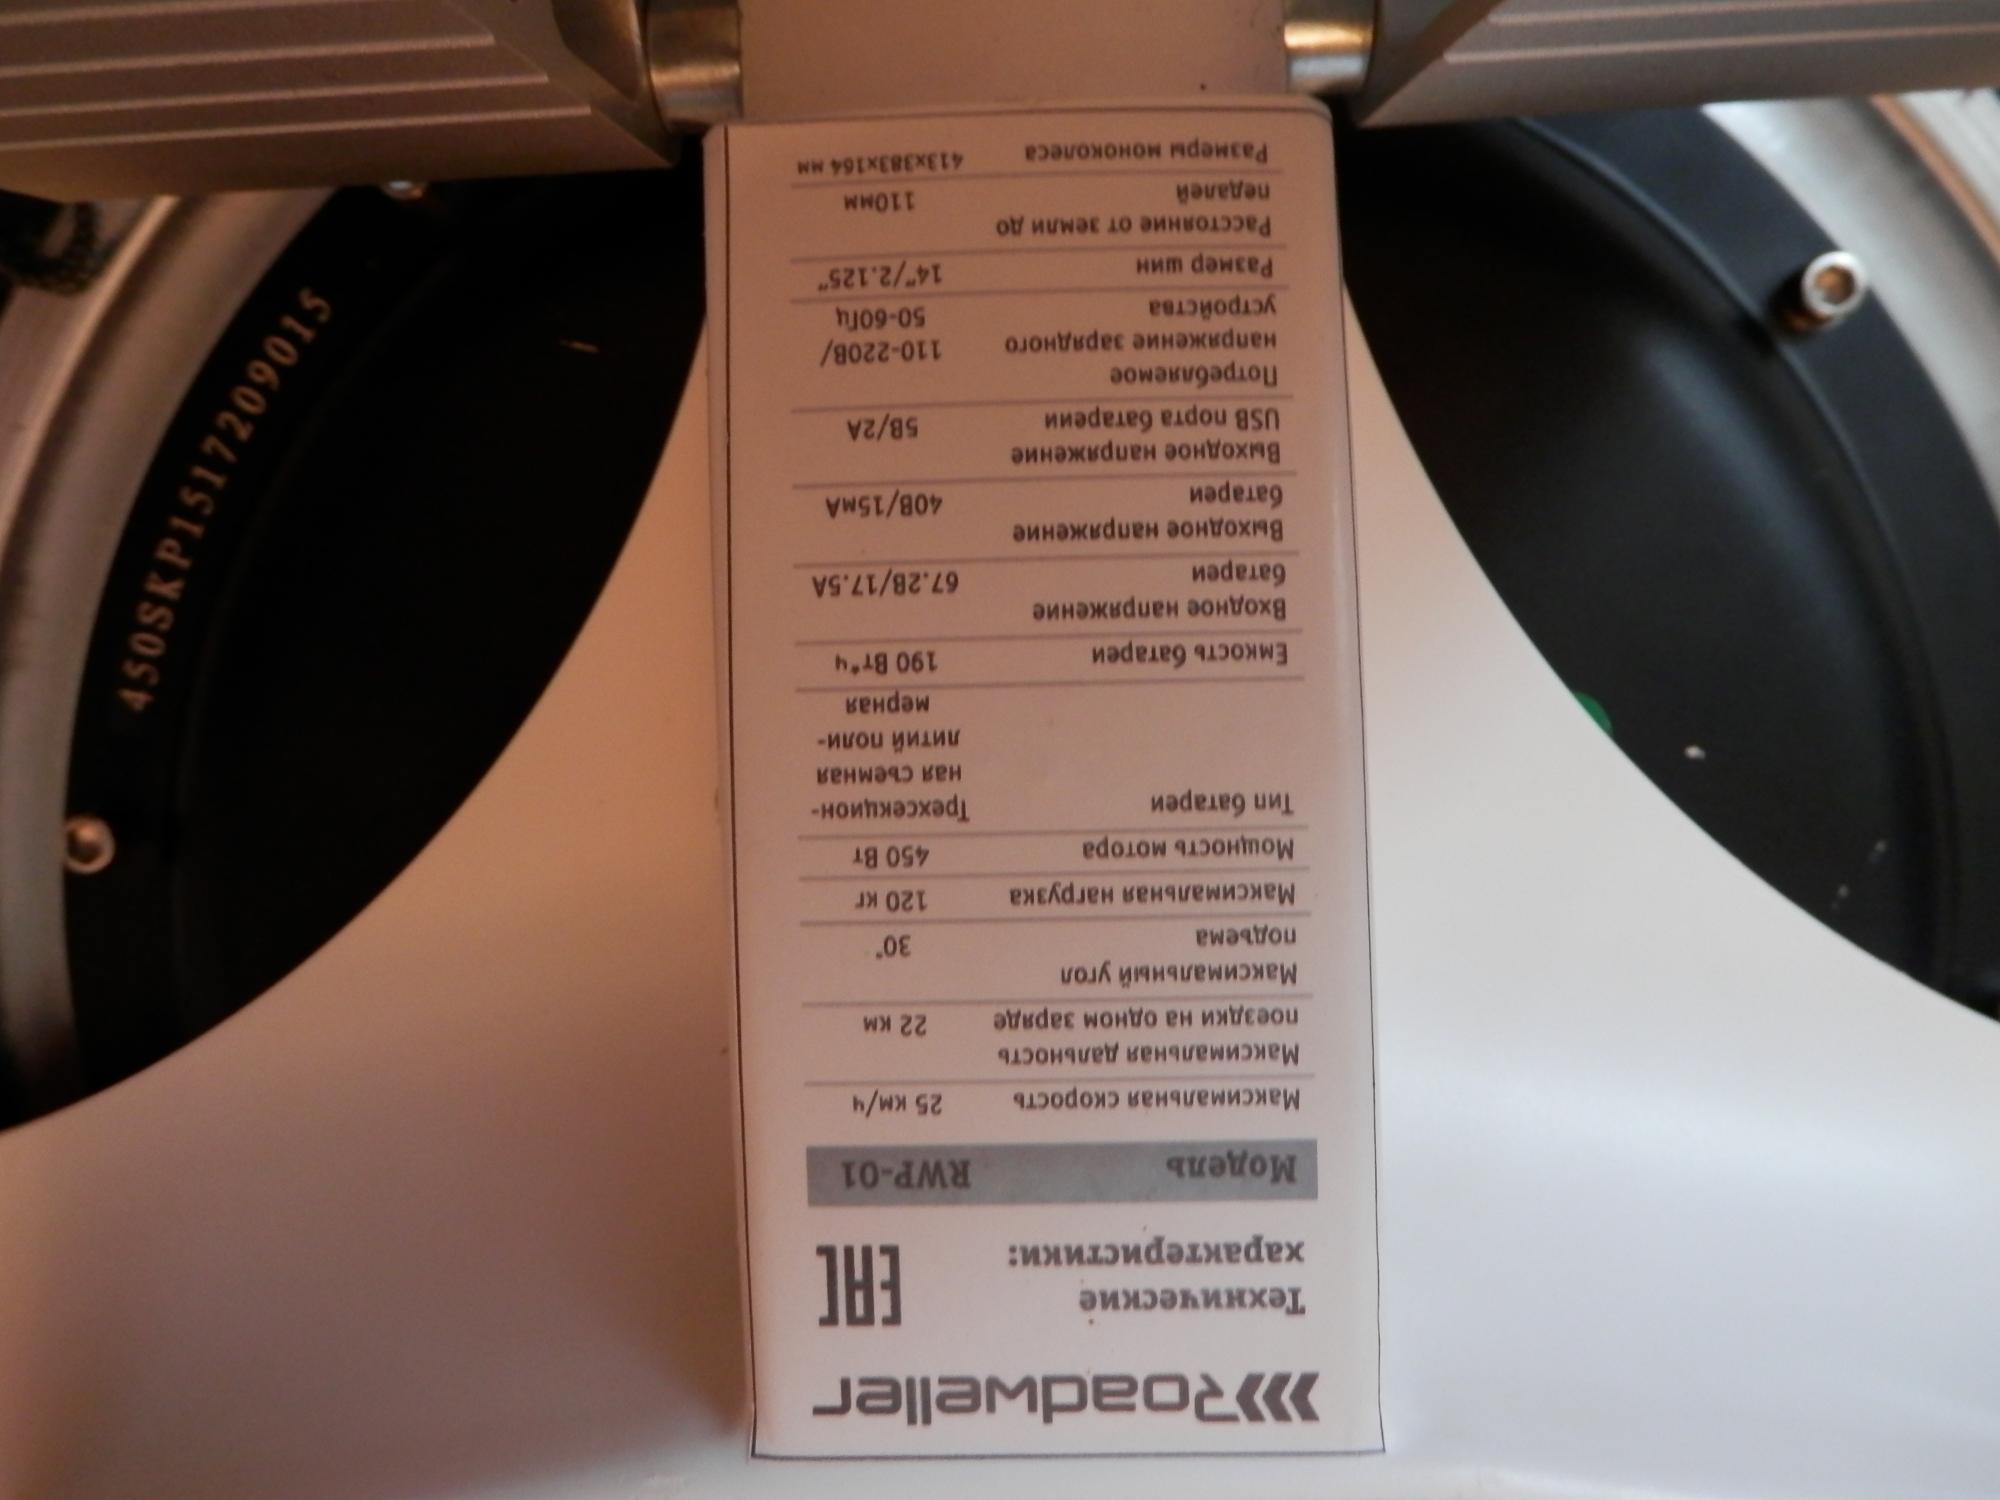 Roadweller
Технические
характеристики:
EAC
Модель RWP-01
Максимальная скорость 25 км/ч
Максимальная дальность
поездки на одном заряде 22 км
Максимальный угол
подъема 30°
Максимальная нагрузка 120 кг
Мощность мотора 450 Вт
Тип батареи Трехсекцион-
ная съемная
литий поли-
мерная
Емкость батареи 190 Вт*ч
Входное напряжение
батареи 67.2В/17.5А
Выходное напряжение
батареи 40В/15мА
Выходное напряжение
USB порта батареии 5В/2А
Потребляемое
напряжение зарядного 110-220В/
устройства 50-60Гц
Размер шин 14"/2.125"
Расстояние от земли до
педалей 110мм
Размеры моноколеса 413х383х164 мм
450SKP1517209015